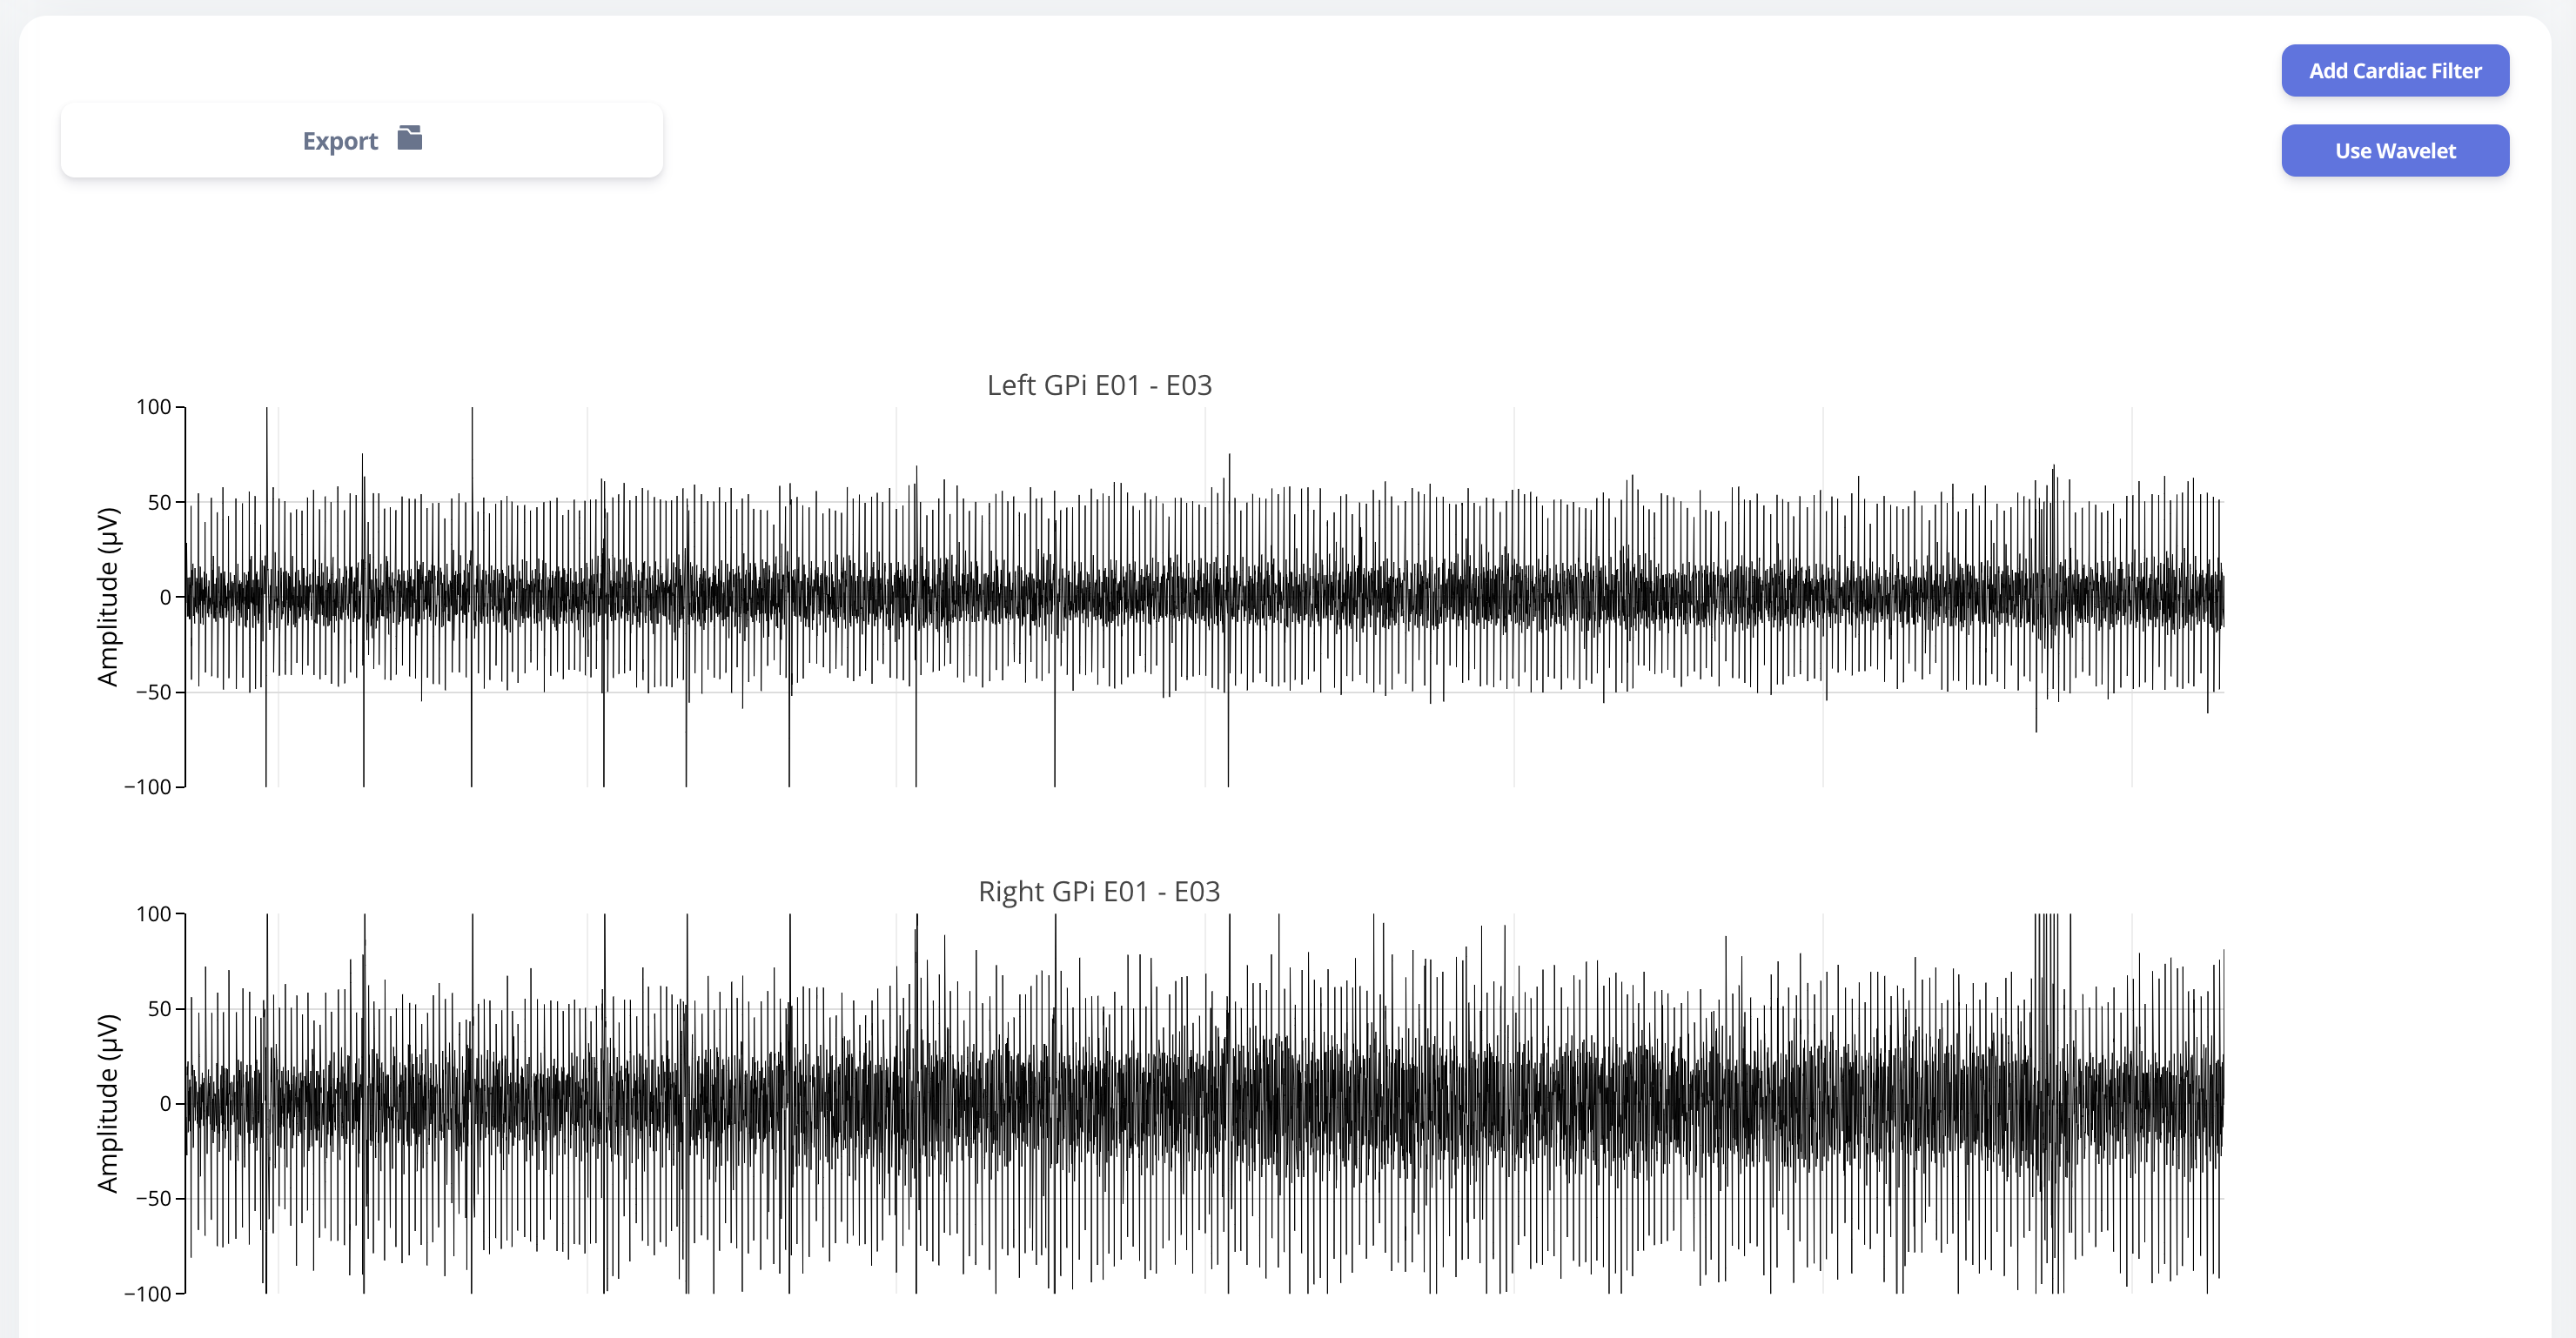 Add Cardiac Filter
Export
Use Wavelet
Left GPi E01 - E03
100
50
0
−50
−100
Amplitude (μV)
Right GPi E01 - E03
100
50
0
−50
−100
Amplitude (μV)